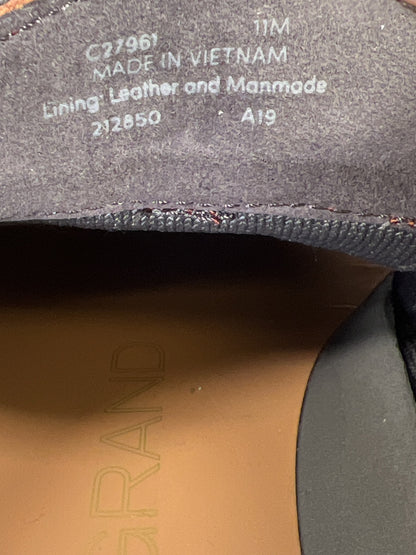 C27961 11M
MADE IN VIETNAM
Lining: Leather and Manmade
212850 A19
GRAND